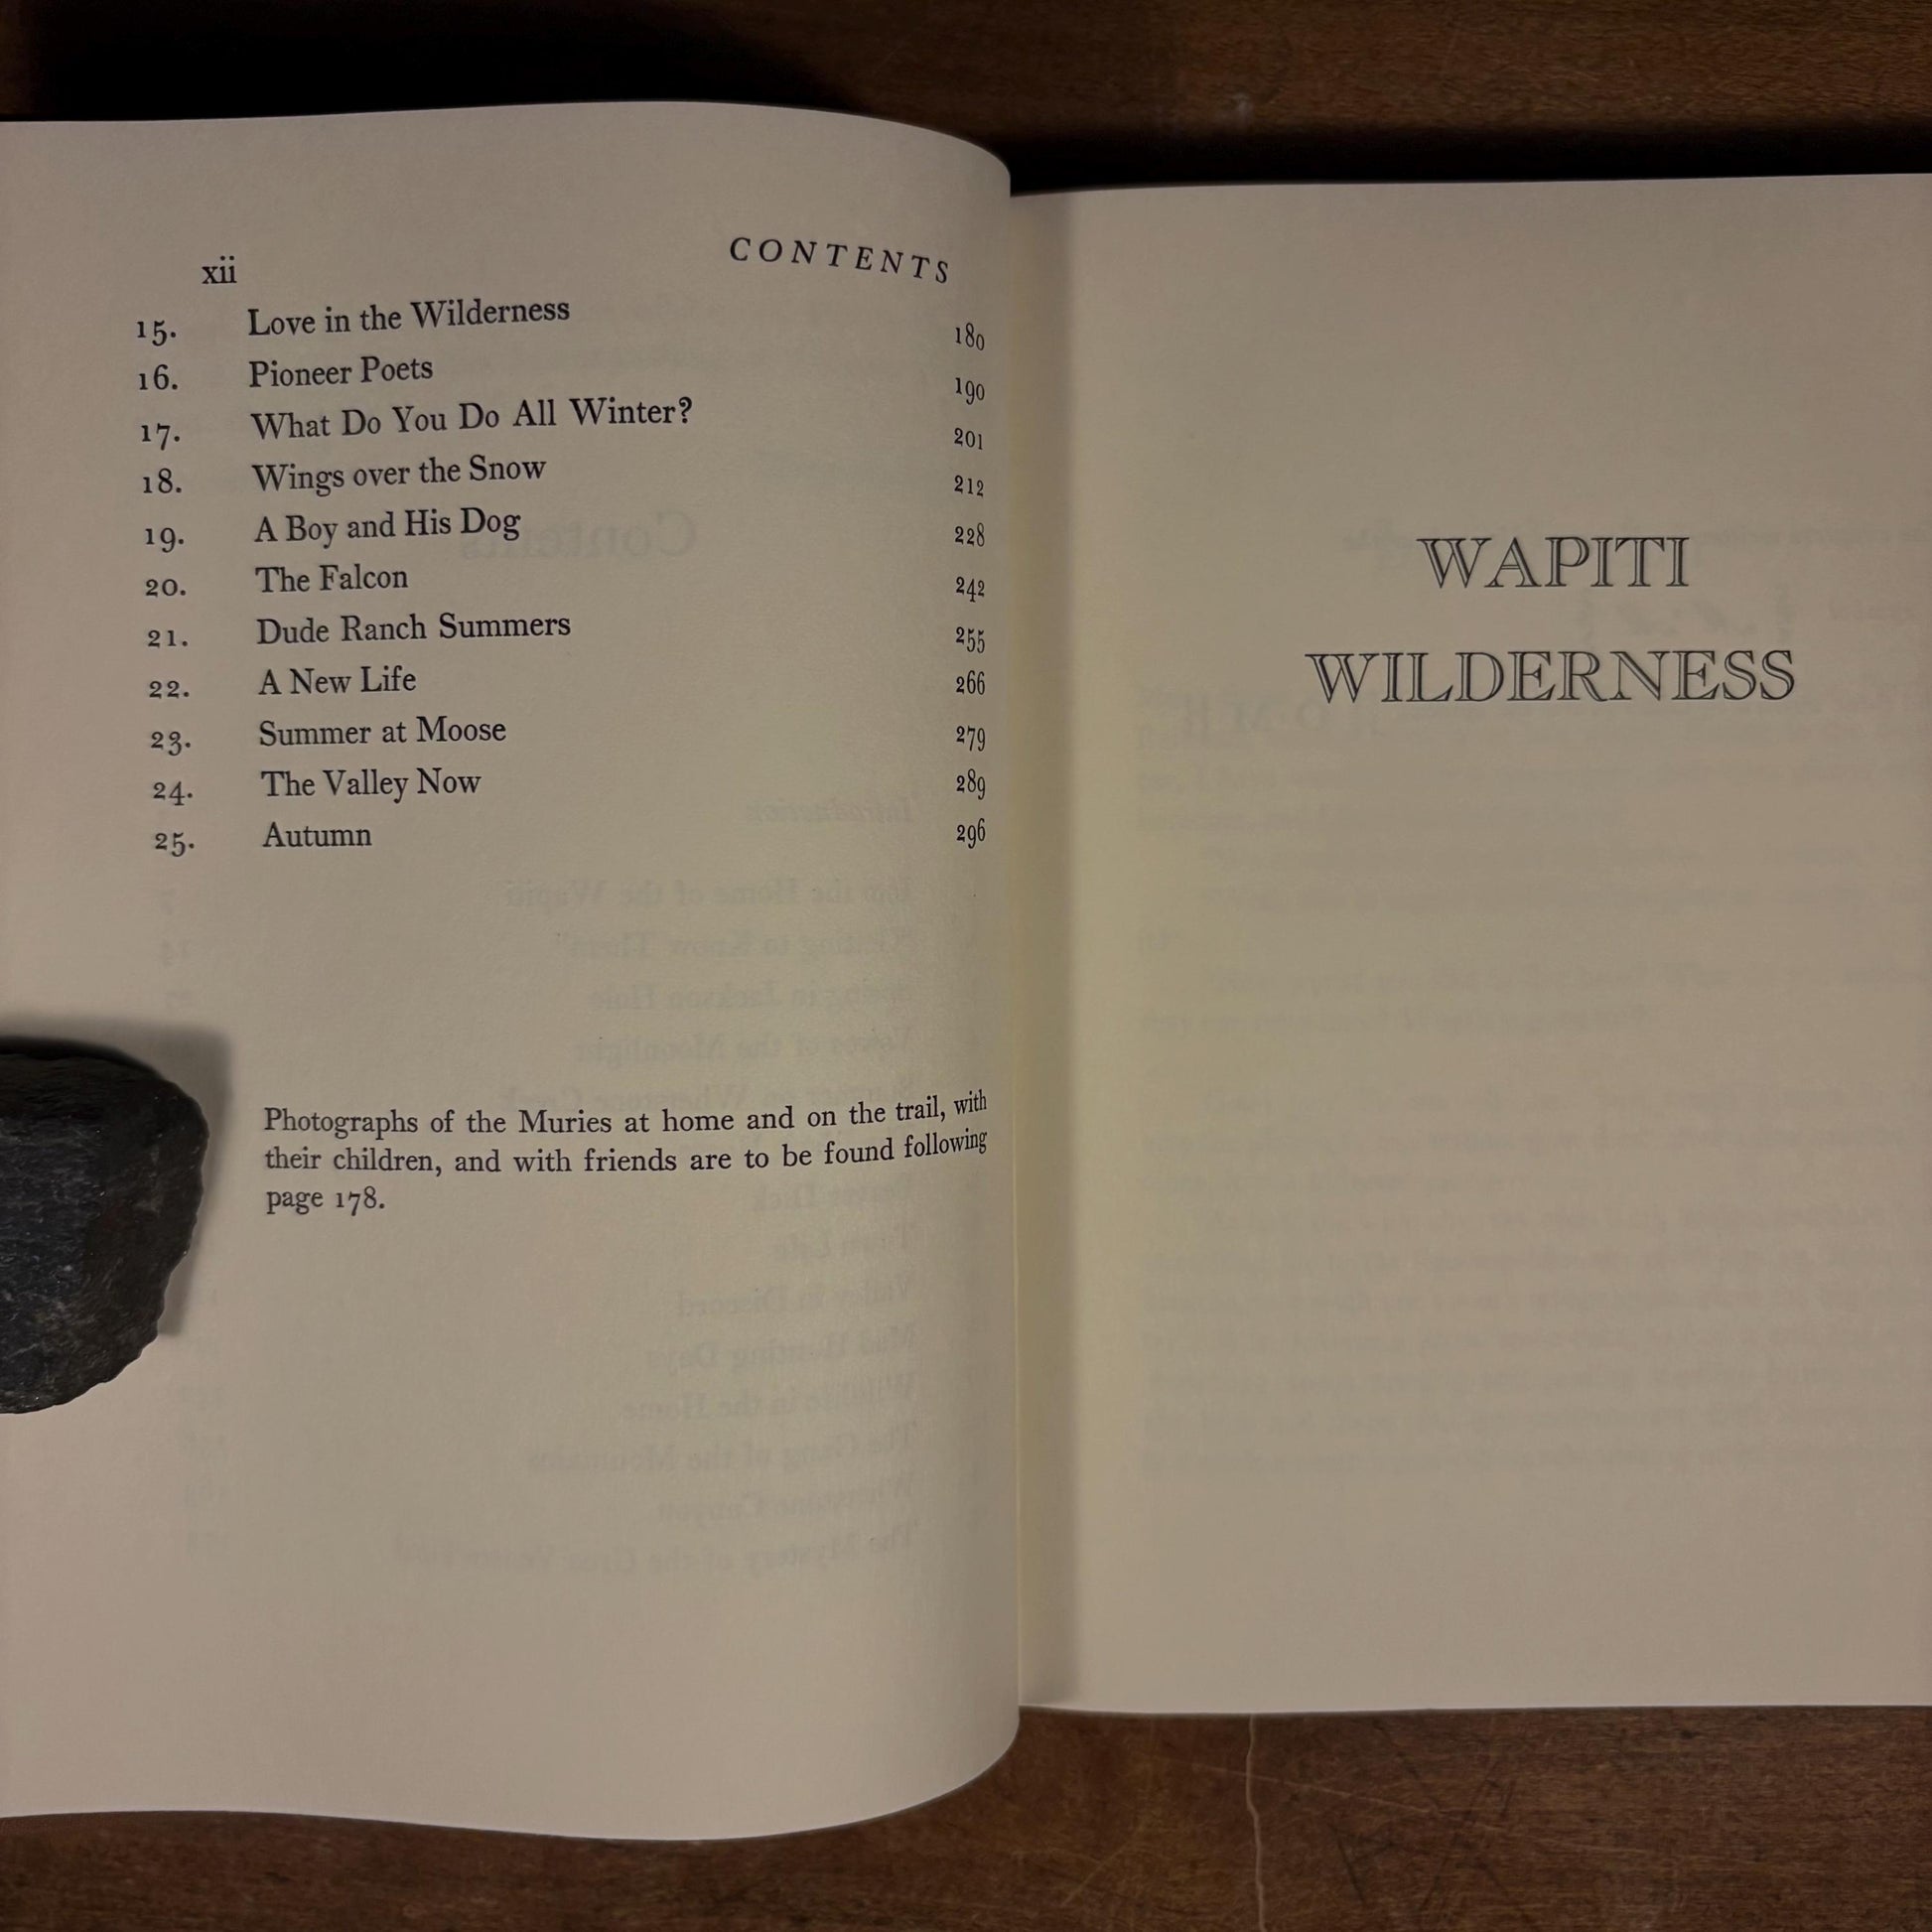 xii CONTENTS
15. Love in the Wilderness 180
16. Pioneer Poets 190
17. What Do You Do All Winter? 201
18. Wings over the Snow 212
19. A Boy and His Dog 228
20. The Falcon 242
21. Dude Ranch Summers 255
22. A New Life 266
23. Summer at Moose 279
24. The Valley Now 289
25. Autumn 296
Photographs of the Muries at home and on the trail, with
their children, and with friends are to be found following
page 178.
WAPITI
WILDERNESS